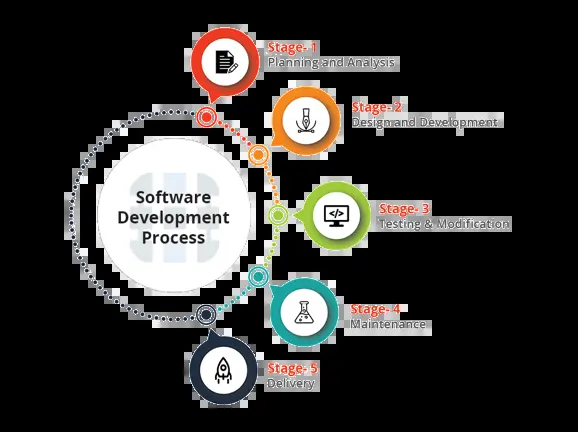 Stage- 1
Planning and Analysis
Stage- 2
Design and Development
Software
Development
Process
</>
Stage- 3
Testing & Modification
Stage- 4
Maintenance
Stage- 5
Delivery